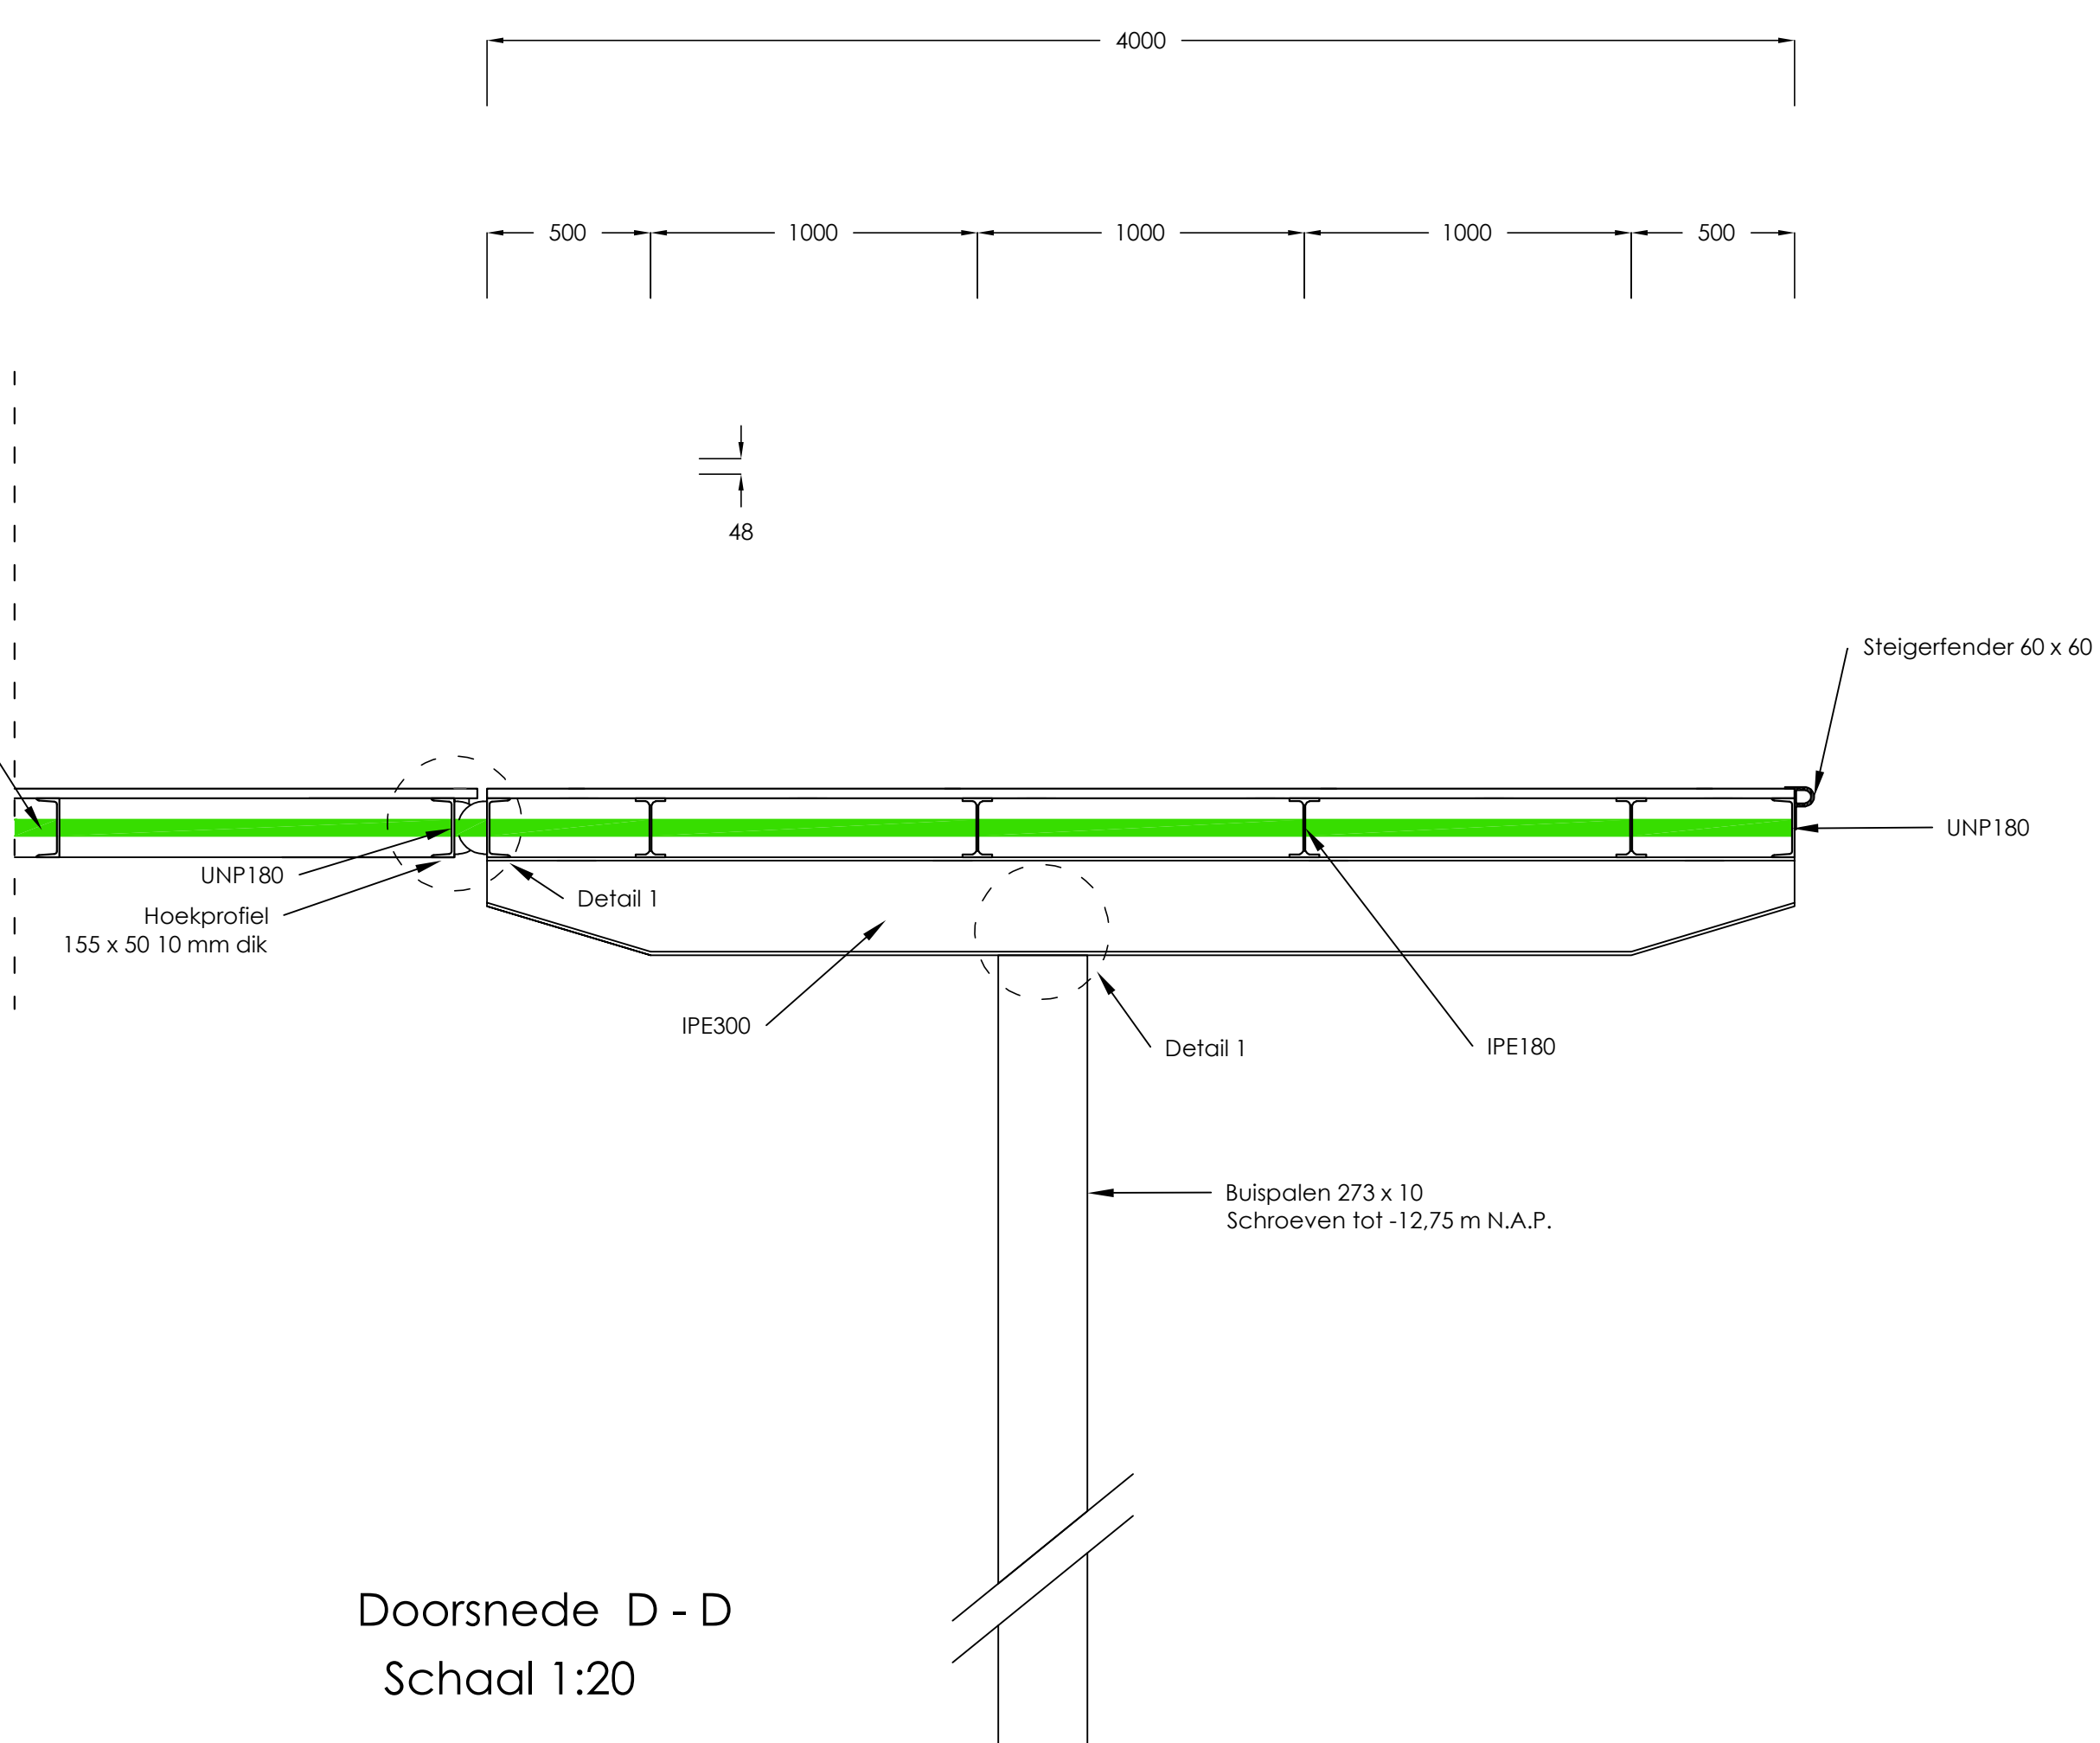 4000
500
1000
1000
1000
500
48
Steigerfender 60 x 60
UNP180
UNP180
Detail 1
Hoekprofiel
155 x 50 10 mm dik
IPE300
Detail 1
IPE180
Buispalen 273 x 10
Schroeven tot -12,75 m N.A.P.
Doorsnede D - D
Schaal 1:20